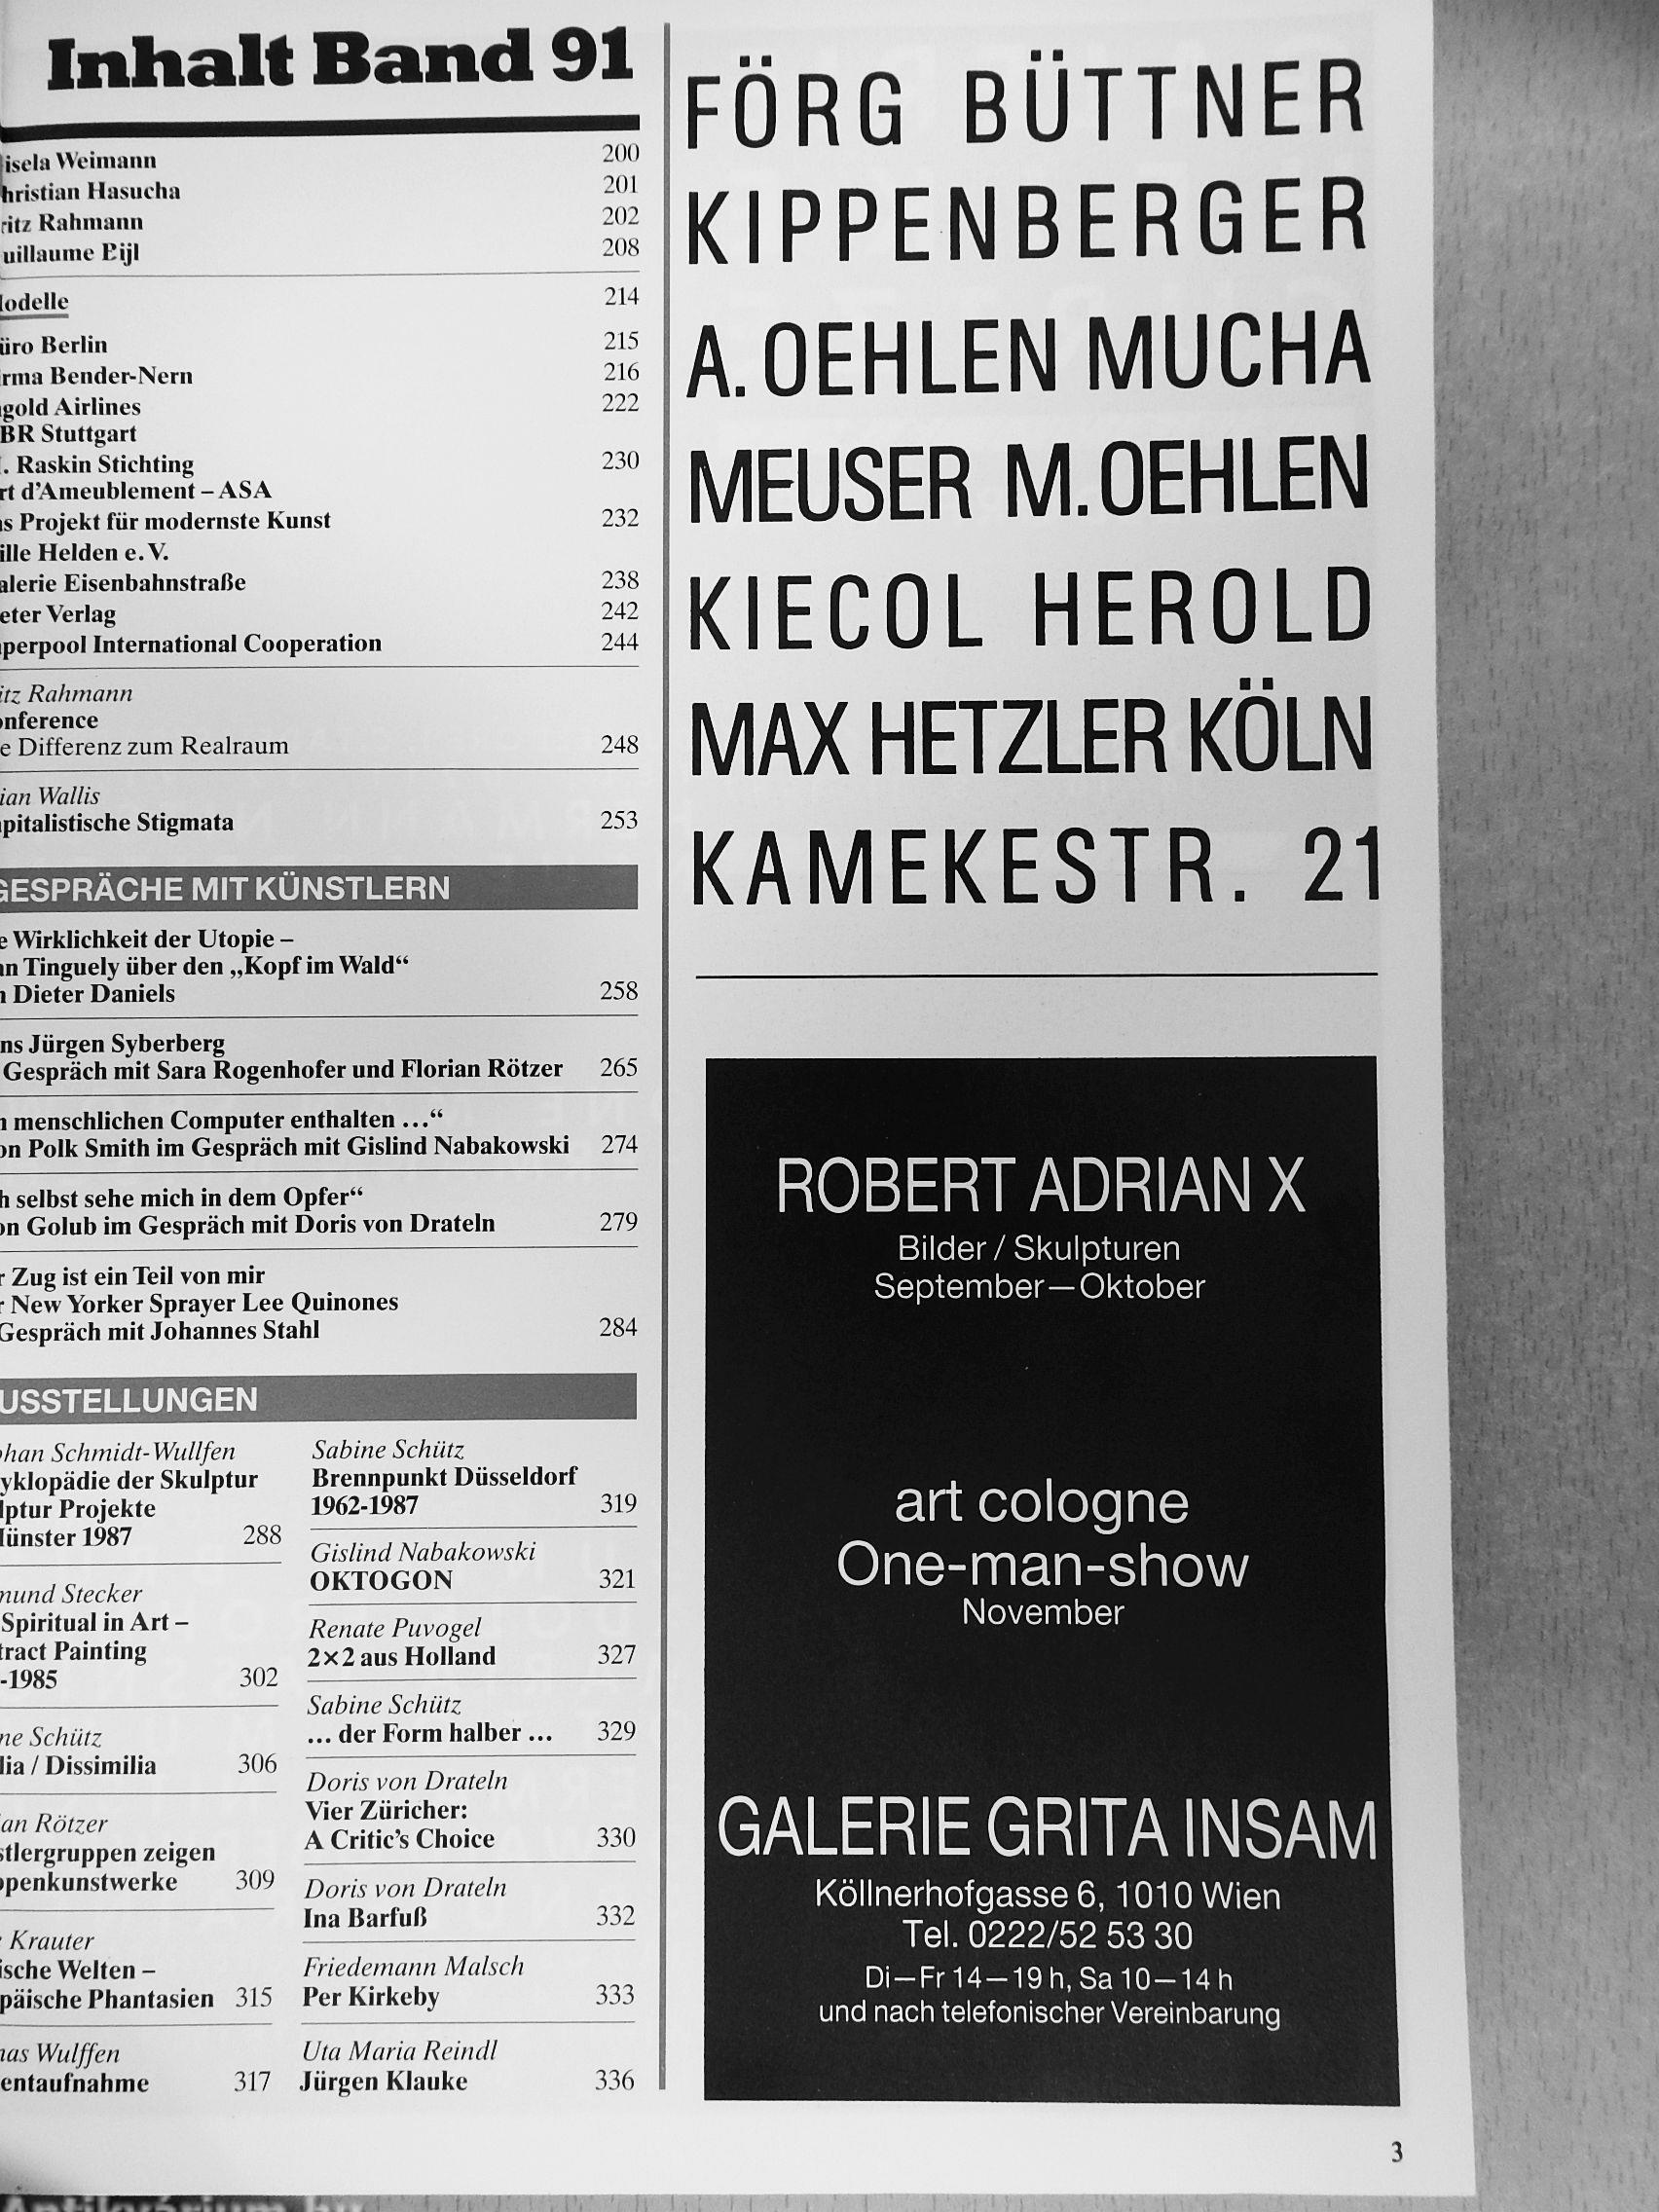 Inhalt Band 91
isela Weimann 200
hristian Hasucha 201
ritz Rahmann 202
uillaume Bijl 208
odelle 214
üro Berlin 215
irma Bender-Nern 216
gold Airlines 222
BR Stuttgart
. Raskin Stichting 230
rt d'Ameublement – ASA
s Projekt für modernste Kunst 232
ille Helden e.V.
alerie Eisenbahnstraße 238
eter Verlag 242
perpool International Cooperation 244
itz Rahmann
onference
e Differenz zum Realraum 248
ian Wallis
pitalistische Stigmata 253
GESPRÄCHE MIT KÜNSTLERN
e Wirklichkeit der Utopie –
an Tinguely über den „Kopf im Wald“
n Dieter Daniels 258
ns Jürgen Syberberg
Gespräch mit Sara Rogenhofer und Florian Rötzer 265
n menschlichen Computer enthalten ...“
on Polk Smith im Gespräch mit Gislind Nabakowski 274
h selbst sehe mich in dem Opfer“
on Golub im Gespräch mit Doris von Drateln 279
r Zug ist ein Teil von mir
r New Yorker Sprayer Lee Quinones
Gespräch mit Johannes Stahl 284
USSTELLUNGEN
phan Schmidt-Wullfen
yklopädie der Skulptur
lptur Projekte
Münster 1987 288
mund Stecker
Spiritual in Art –
tract Painting
-1985 302
ne Schütz
lia / Dissimilia 306
ian Rötzer
stlergruppen zeigen
ppenkunstwerke 309
Krauter
ische Welten –
päische Phantasien 315
nas Wulffen
entaufnahme 317
Sabine Schütz
Brennpunkt Düsseldorf
1962-1987 319
Gislind Nabakowski
OKTOGON 321
Renate Puvogel
2×2 aus Holland 327
Sabine Schütz
... der Form halber ... 329
Doris von Drateln
Vier Züricher:
A Critic's Choice 330
Doris von Drateln
Ina Barfuß 332
Friedemann Malsch
Per Kirkeby 333
Uta Maria Reindl
Jürgen Klauke 336
FÖRG BÜTTNER
KIPPENBERGER
A. OEHLEN MUCHA
MEUSER M. OEHLEN
KIECOL HEROLD
MAX HETZLER KÖLN
KAMEKESTR. 21
ROBERT ADRIAN X
Bilder / Skulpturen
September—Oktober
art cologne
One-man-show
November
GALERIE GRITA INSAM
Köllnerhofgasse 6, 1010 Wien
Tel. 0222/52 53 30
Di—Fr 14—19 h, Sa 10—14 h
und nach telefonischer Vereinbarung
3